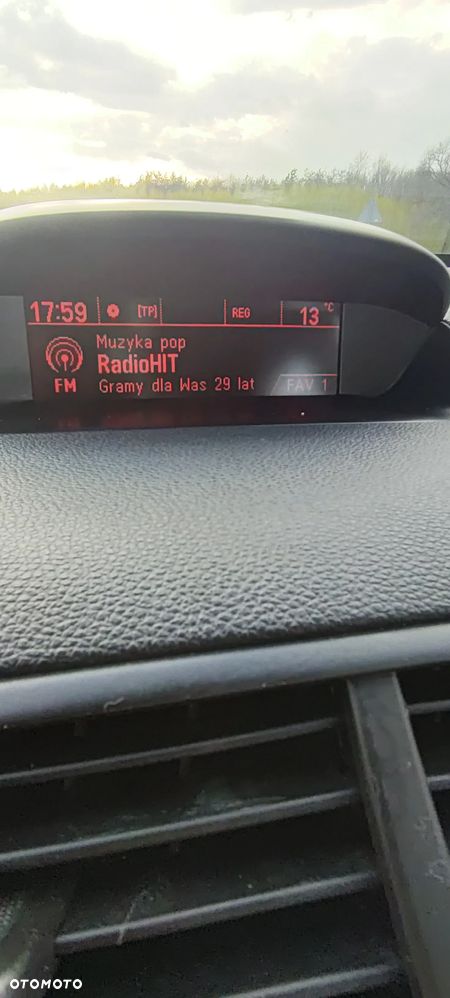 17:59 [TP] REG 13 °C
Muzyka pop
RadioHIT
FM Gramy dla Was 29 lat FAV 1
OTOMOTO